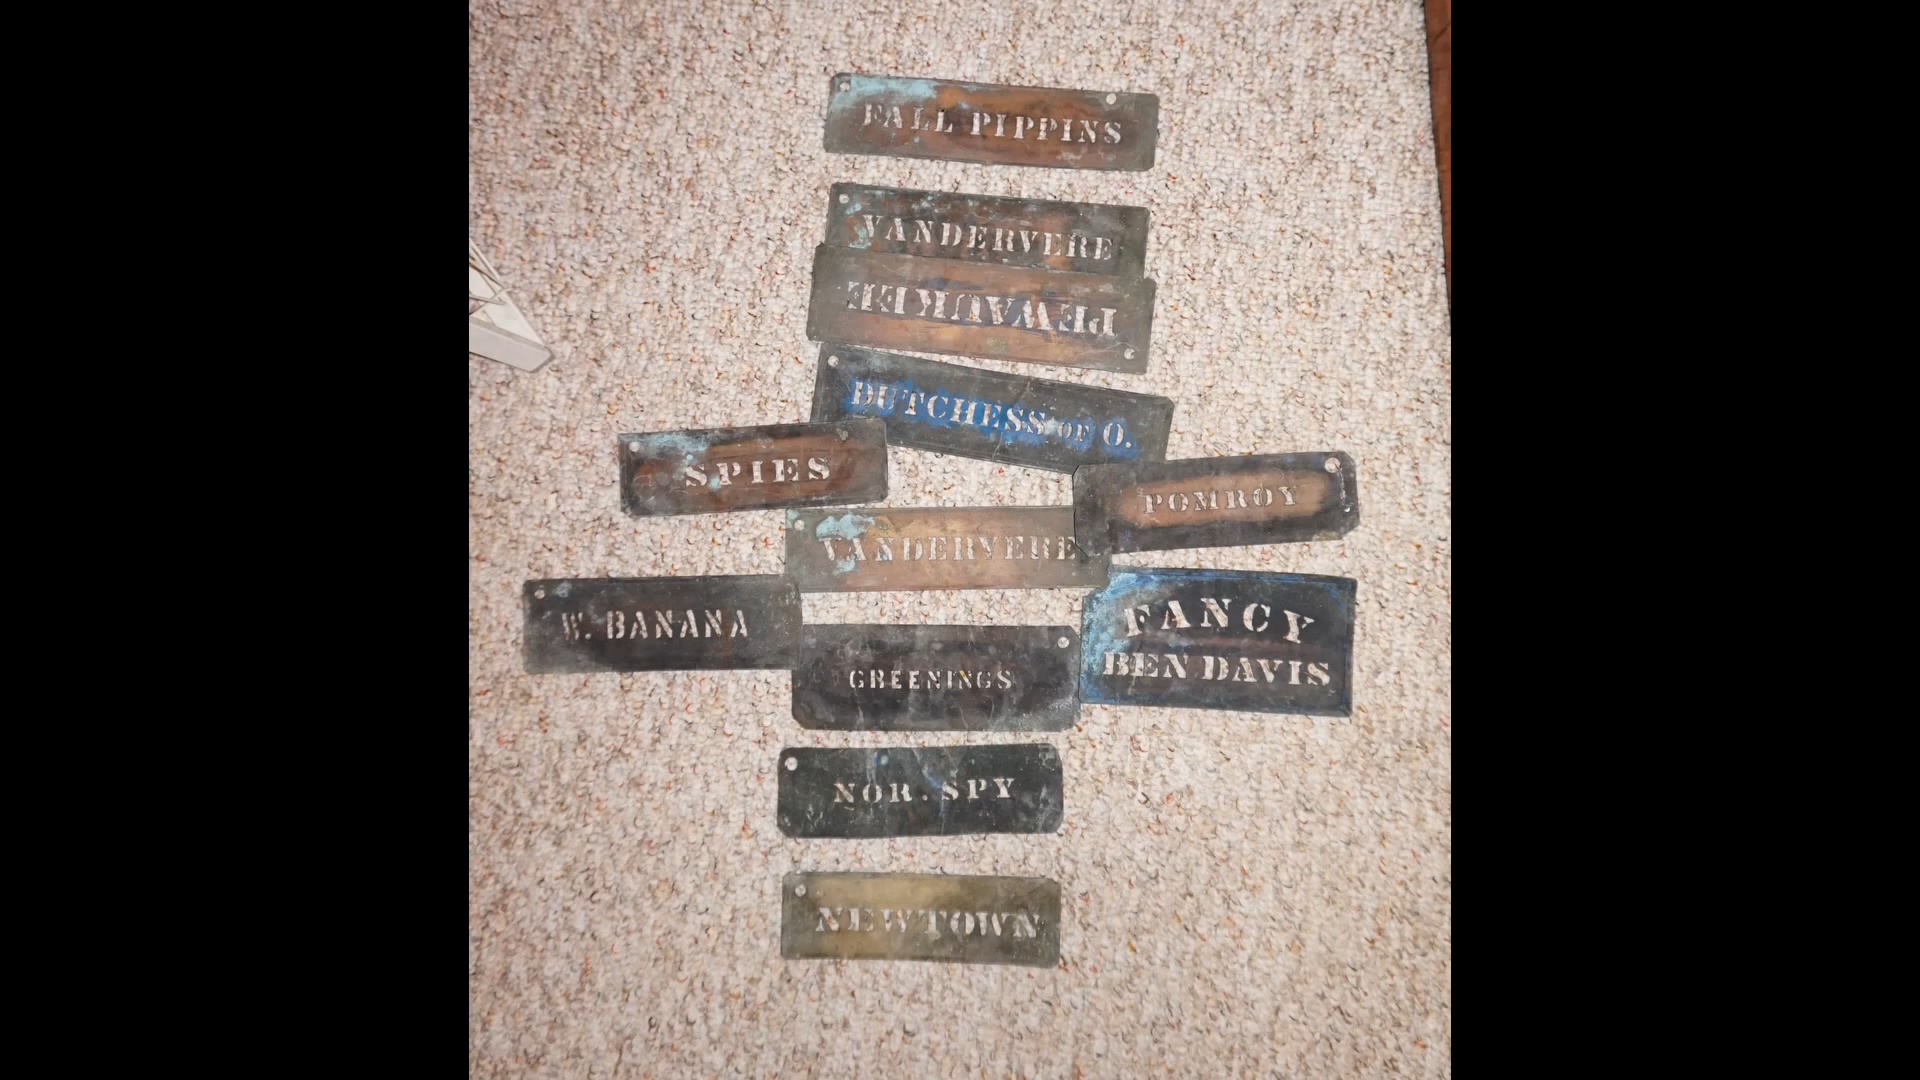 FALL PIPPINS
VANDERVERE
PEWAUKEE
DUTCHESS OF O.
SPIES
POMROY
VANDERVERE
W. BANANA
FANCY
BEN DAVIS
GREENINGS
NOR. SPY
NEWTOWN